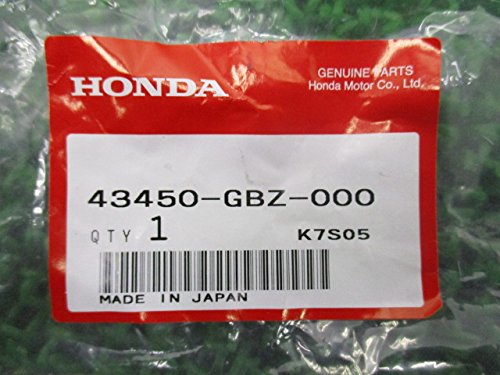 HONDA
GENUINE PARTS
Honda Motor Co., Ltd.
43450-GBZ-000
QTY 1 K7S05
MADE IN JAPAN